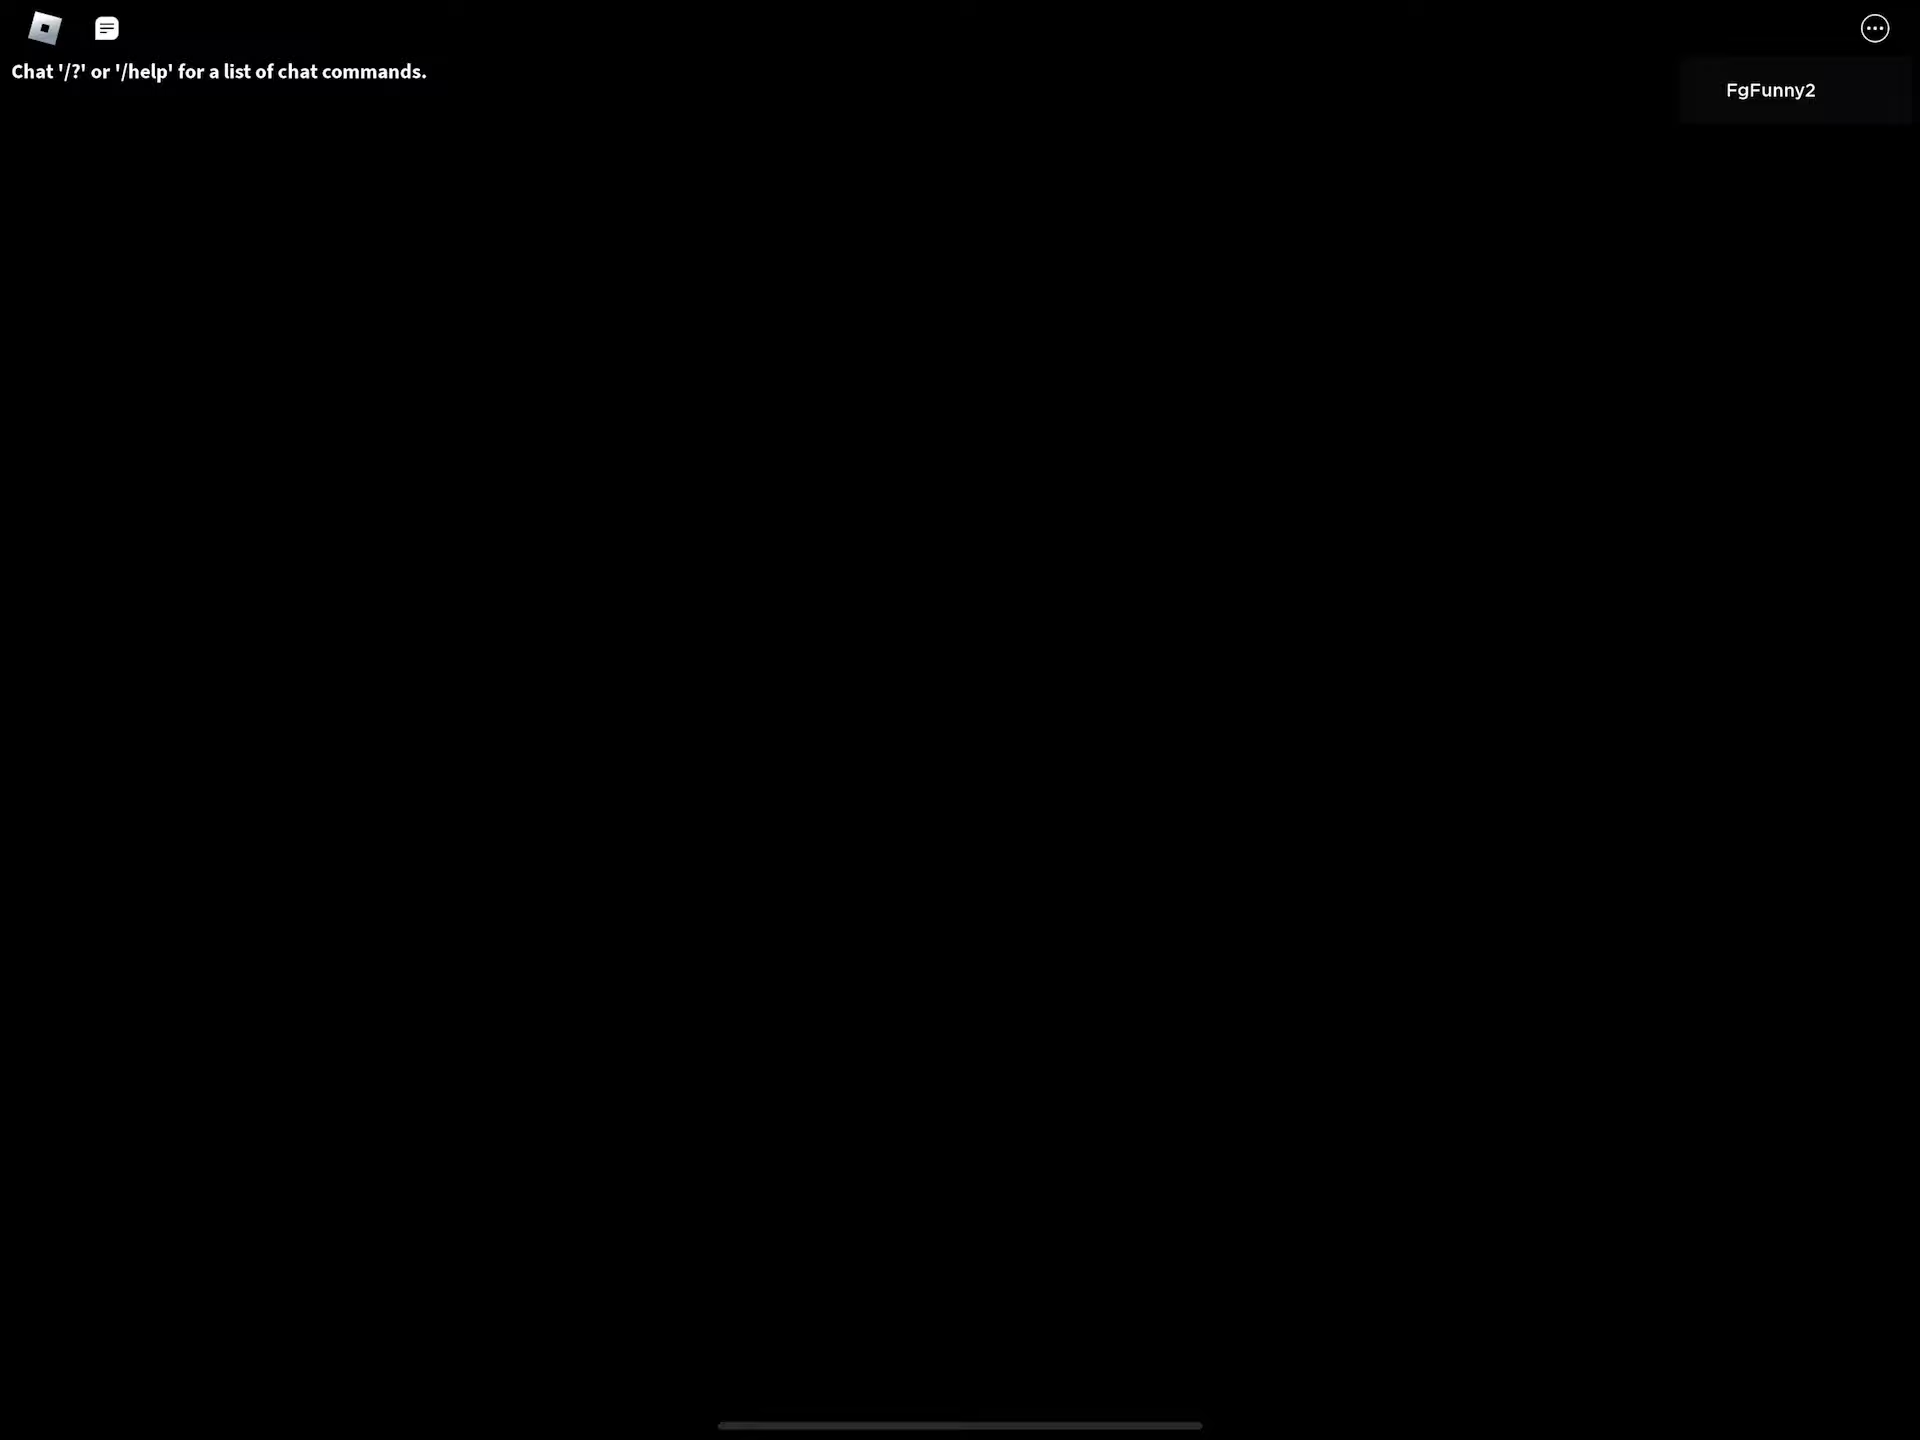 Chat '/?' or '/help' for a list of chat commands.
FgFunny2